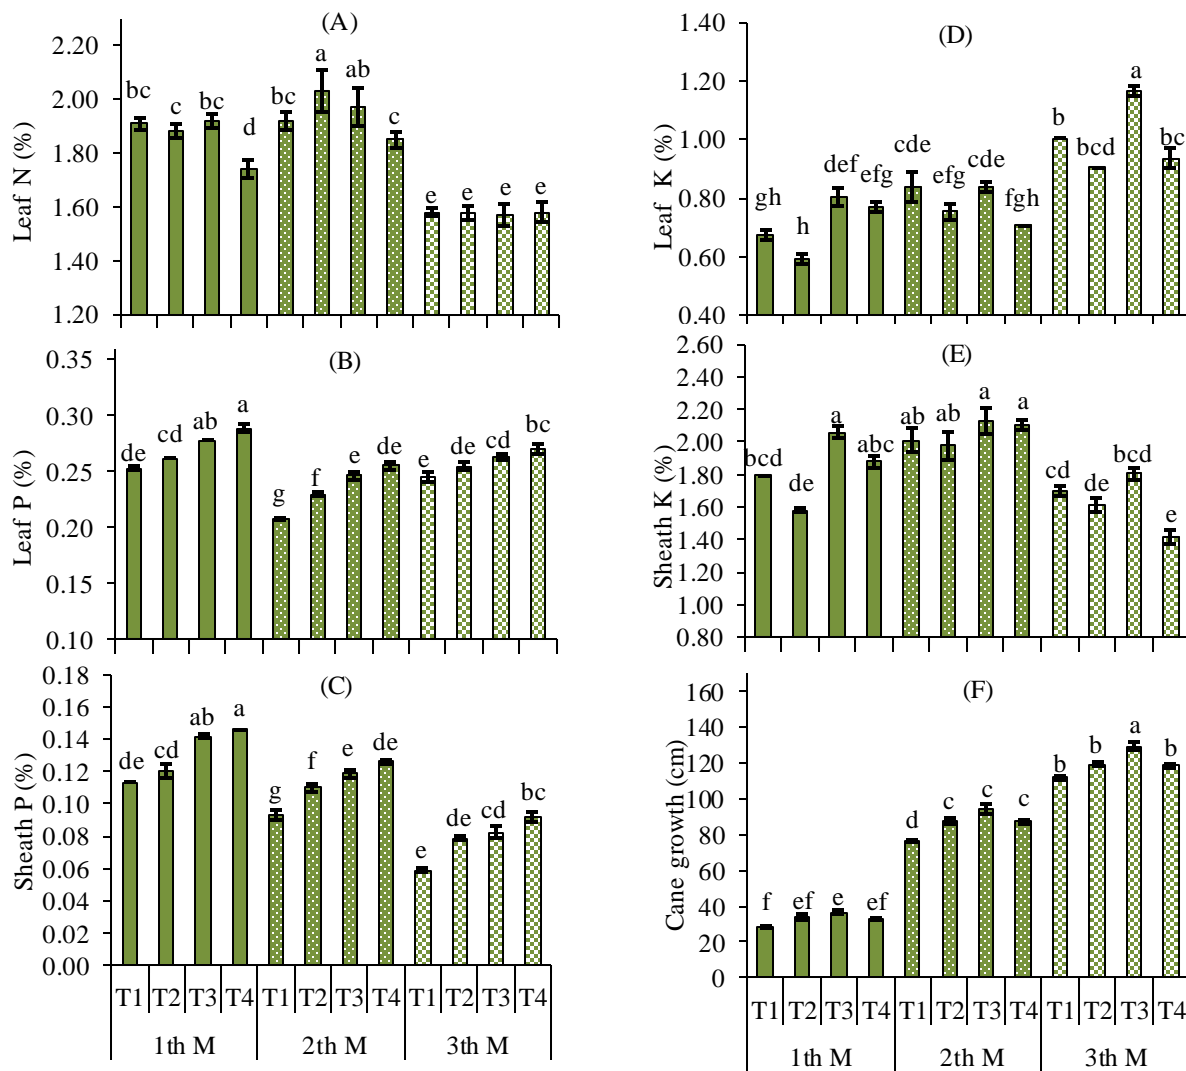 (A)
Leaf N (%)
2.20
2.00
1.80
1.60
1.40
1.20
bc c bc d bc a ab c e e e e
(B)
Leaf P (%)
0.35
0.30
0.25
0.20
0.15
0.10
de cd ab a g f e de e de cd bc
(C)
Sheath P (%)
0.18
0.16
0.14
0.12
0.10
0.08
0.06
0.04
0.02
0.00
de cd ab a g f e de e de cd bc
T1 T2 T3 T4 T1 T2 T3 T4 T1 T2 T3 T4
1th M 2th M 3th M
(D)
Leaf K (%)
1.40
1.20
1.00
0.80
0.60
0.40
gh h def efg cde efg cde fgh b bcd a bc
(E)
Sheath K (%)
2.60
2.40
2.20
2.00
1.80
1.60
1.40
1.20
1.00
0.80
bcd de a abc ab ab a a cd de bcd e
(F)
Cane growth (cm)
160
140
120
100
80
60
40
20
0
f ef e ef d c c c b b a b
T1 T2 T3 T4 T1 T2 T3 T4 T1 T2 T3 T4
1th M 2th M 3th M